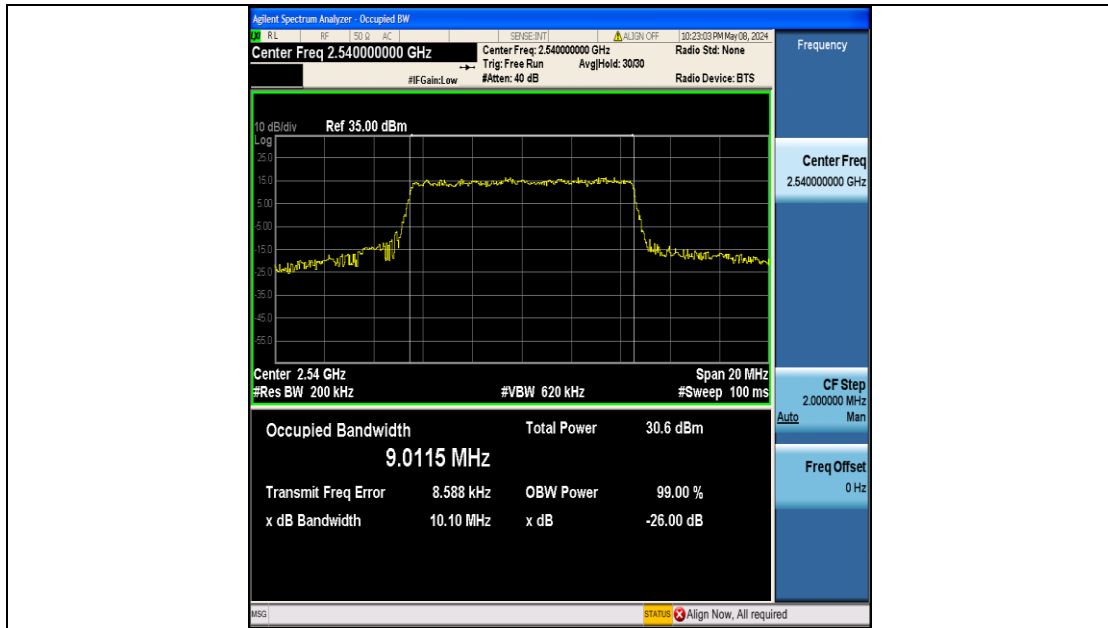 Agilent Spectrum Analyzer - Occupied BW
RL RF 50 Ω AC SENSE:INT ALIGN OFF 10:23:03 PM May 08, 2024
Center Freq 2.540000000 GHz
Center Freq: 2.540000000 GHz
Radio Std: None
Trig: Free Run Avg|Hold: 30/30
#IFGain:Low
#Atten: 40 dB
Radio Device: BTS
Frequency
10 dB/div Ref 35.00 dBm
Log
25.0
15.0
5.00
-5.00
-15.0
-25.0
-35.0
-45.0
-55.0
Center 2.54 GHz Span 20 MHz
#Res BW 200 kHz #VBW 620 kHz #Sweep 100 ms
Center Freq
2.540000000 GHz
CF Step
2.000000 MHz
Auto Man
Freq Offset
0 Hz
Occupied Bandwidth Total Power 30.6 dBm
9.0115 MHz
Transmit Freq Error 8.588 kHz OBW Power 99.00 %
x dB Bandwidth 10.10 MHz x dB -26.00 dB
MSG STATUS Align Now, All required